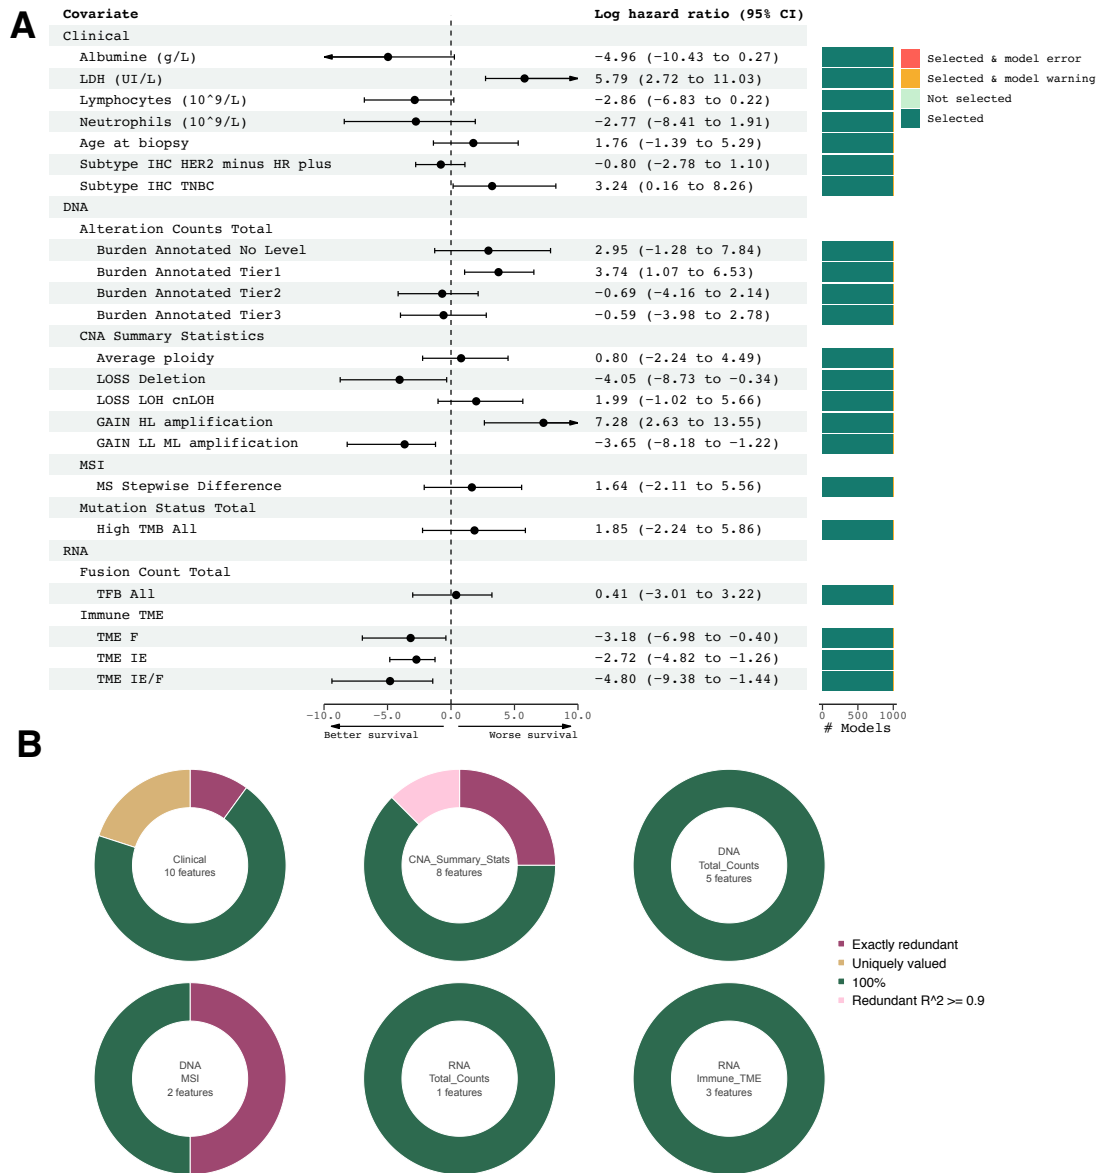 A
Covariate Log hazard ratio (95% CI)
Clinical
Albumine (g/L) −4.96 (−10.43 to 0.27)
LDH (UI/L) 5.79 (2.72 to 11.03)
Lymphocytes (10^9/L) −2.86 (−6.83 to 0.22)
Neutrophils (10^9/L) −2.77 (−8.41 to 1.91)
Age at biopsy 1.76 (−1.39 to 5.29)
Subtype IHC HER2 minus HR plus −0.80 (−2.78 to 1.10)
Subtype IHC TNBC 3.24 (0.16 to 8.26)
DNA
Alteration Counts Total
Burden Annotated No Level 2.95 (−1.28 to 7.84)
Burden Annotated Tier1 3.74 (1.07 to 6.53)
Burden Annotated Tier2 −0.69 (−4.16 to 2.14)
Burden Annotated Tier3 −0.59 (−3.98 to 2.78)
CNA Summary Statistics
Average ploidy 0.80 (−2.24 to 4.49)
LOSS Deletion −4.05 (−8.73 to −0.34)
LOSS LOH cnLOH 1.99 (−1.02 to 5.66)
GAIN HL amplification 7.28 (2.63 to 13.55)
GAIN LL ML amplification −3.65 (−8.18 to −1.22)
MSI
MS Stepwise Difference 1.64 (−2.11 to 5.56)
Mutation Status Total
High TMB All 1.85 (−2.24 to 5.86)
RNA
Fusion Count Total
TFB All 0.41 (−3.01 to 3.22)
Immune TME
TME F −3.18 (−6.98 to −0.40)
TME IE −2.72 (−4.82 to −1.26)
TME IE/F −4.80 (−9.38 to −1.44)
−10.0 −5.0 0.0 5.0 10.0
Better survival Worse survival
0 500 1000
# Models
Selected & model error
Selected & model warning
Not selected
Selected
B
Clinical
10 features
CNA_Summary_Stats
8 features
DNA
Total_Counts
5 features
DNA
MSI
2 features
RNA
Total_Counts
1 features
RNA
Immune_TME
3 features
Exactly redundant
Uniquely valued
100%
Redundant R^2 >= 0.9